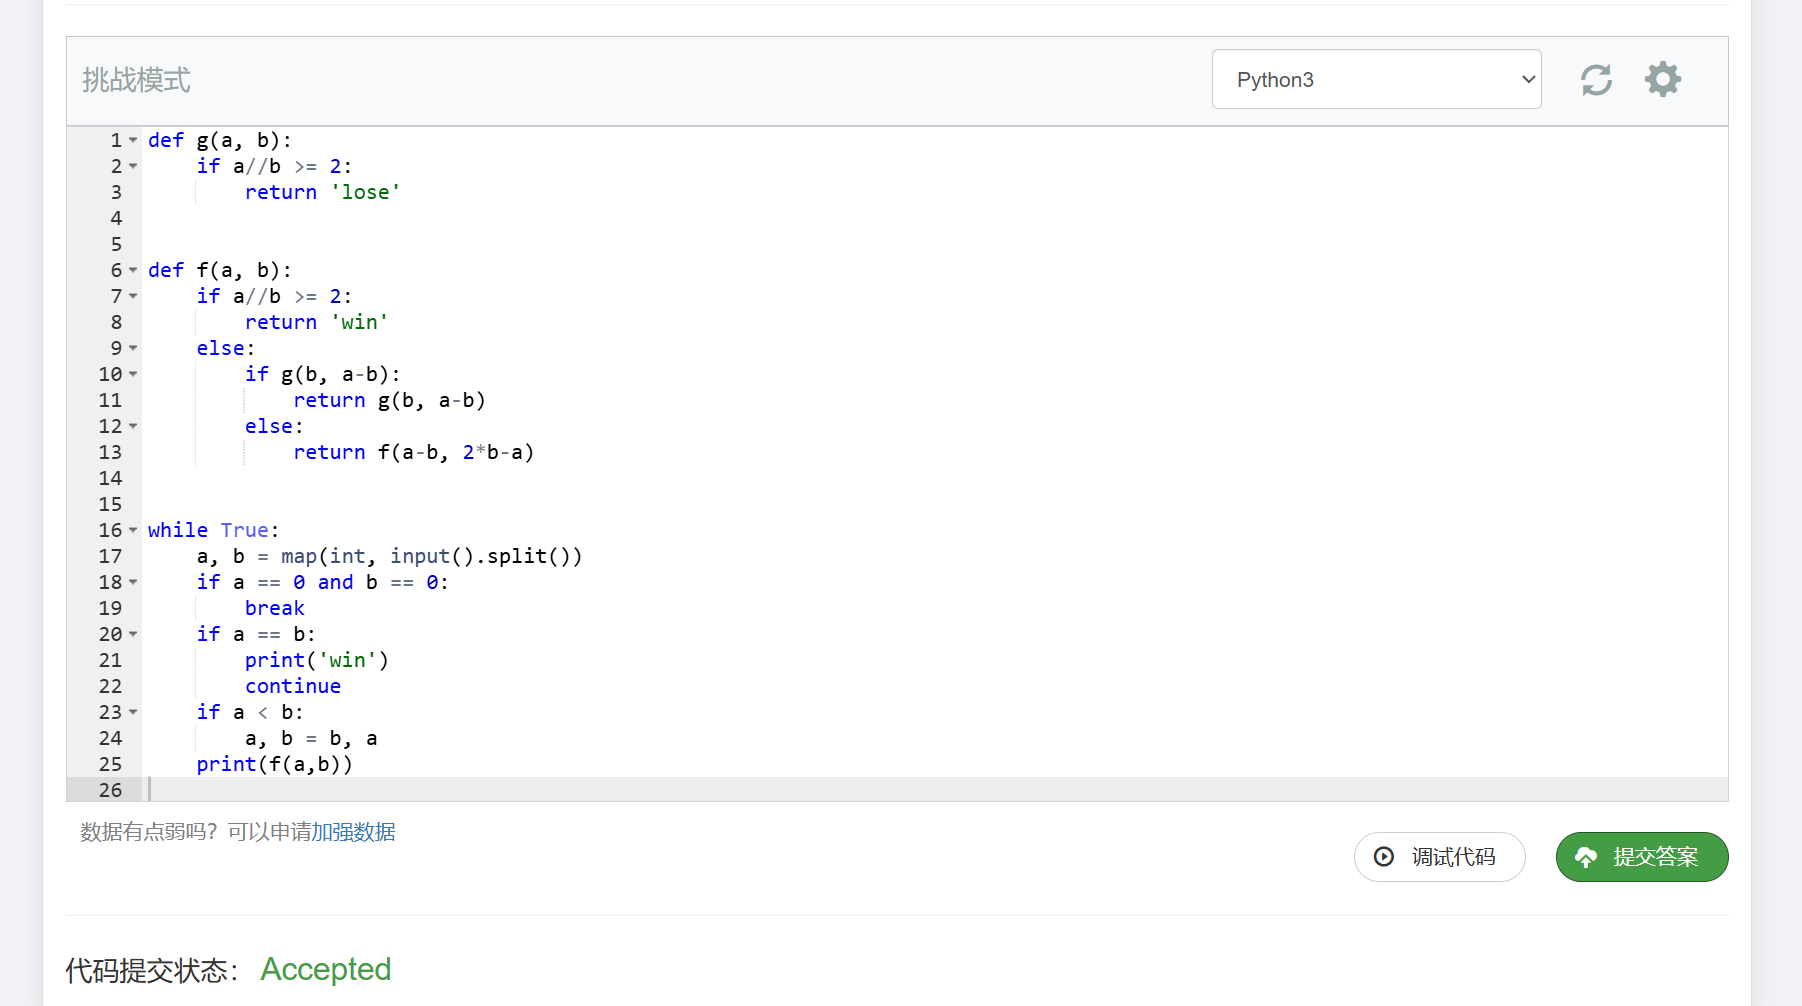 挑战模式
Python3
1 def g(a, b):
2     if a//b >= 2:
3         return 'lose'
4
5
6 def f(a, b):
7     if a//b >= 2:
8         return 'win'
9     else:
10         if g(b, a-b):
11             return g(b, a-b)
12         else:
13             return f(a-b, 2*b-a)
14
15
16 while True:
17     a, b = map(int, input().split())
18     if a == 0 and b == 0:
19         break
20     if a == b:
21         print('win')
22         continue
23     if a < b:
24         a, b = b, a
25     print(f(a,b))
26
数据有点弱吗？可以申请加强数据
调试代码
提交答案
代码提交状态： Accepted